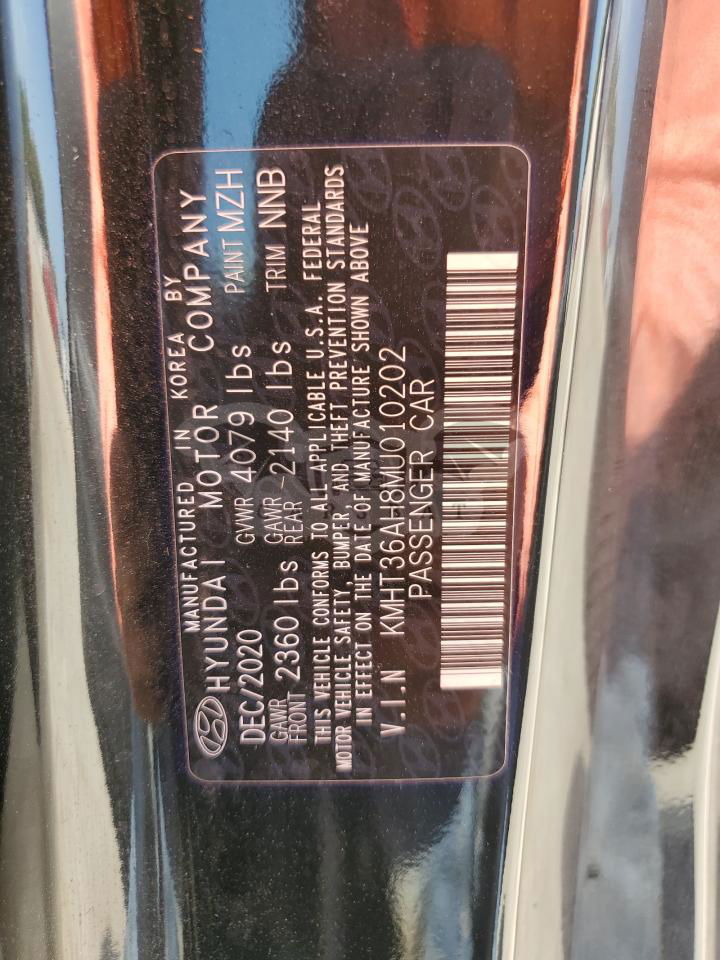 MANUFACTURED IN KOREA BY
HYUNDAI MOTOR COMPANY
DEC/2020 GVWR 4079 lbs PAINT MZH
GAWR FRONT 2360 lbs GAWR REAR 2140 lbs TRIM NNB
THIS VEHICLE CONFORMS TO ALL APPLICABLE U.S.A. FEDERAL
MOTOR VEHICLE SAFETY, BUMPER, AND THEFT PREVENTION STANDARDS
IN EFFECT ON THE DATE OF MANUFACTURE SHOWN ABOVE
V.I.N KMHT36AH8MU010202
PASSENGER CAR